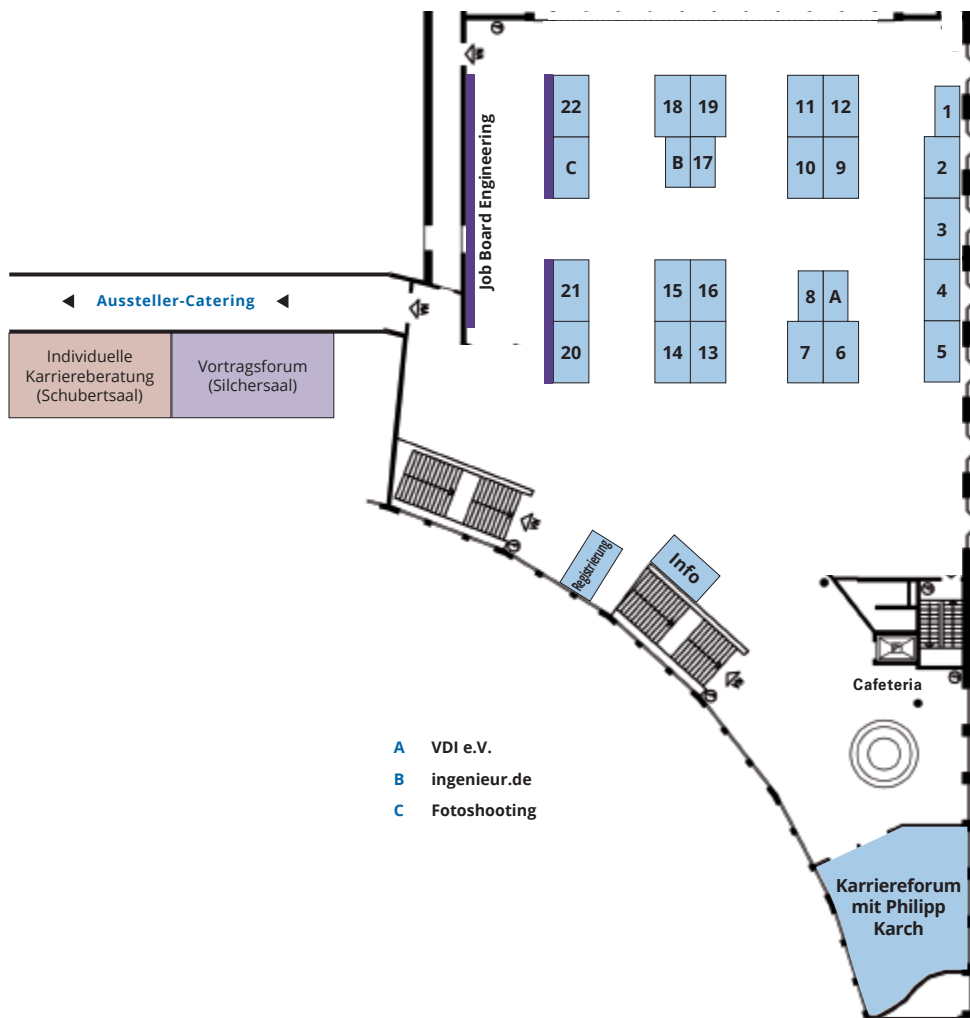 22
18 19
11 12
1
C
B 17
10 9
2
3
Job Board Engineering
21
15 16
8 A
4
20
14 13
7 6
5
Aussteller-Catering
Individuelle
Karriereberatung
(Schubertsaal)
Vortragsforum
(Silchersaal)
Registrierung
Info
Cafeteria
A VDI e.V.
B ingenieur.de
C Fotoshooting
Karriereforum
mit Philipp
Karch